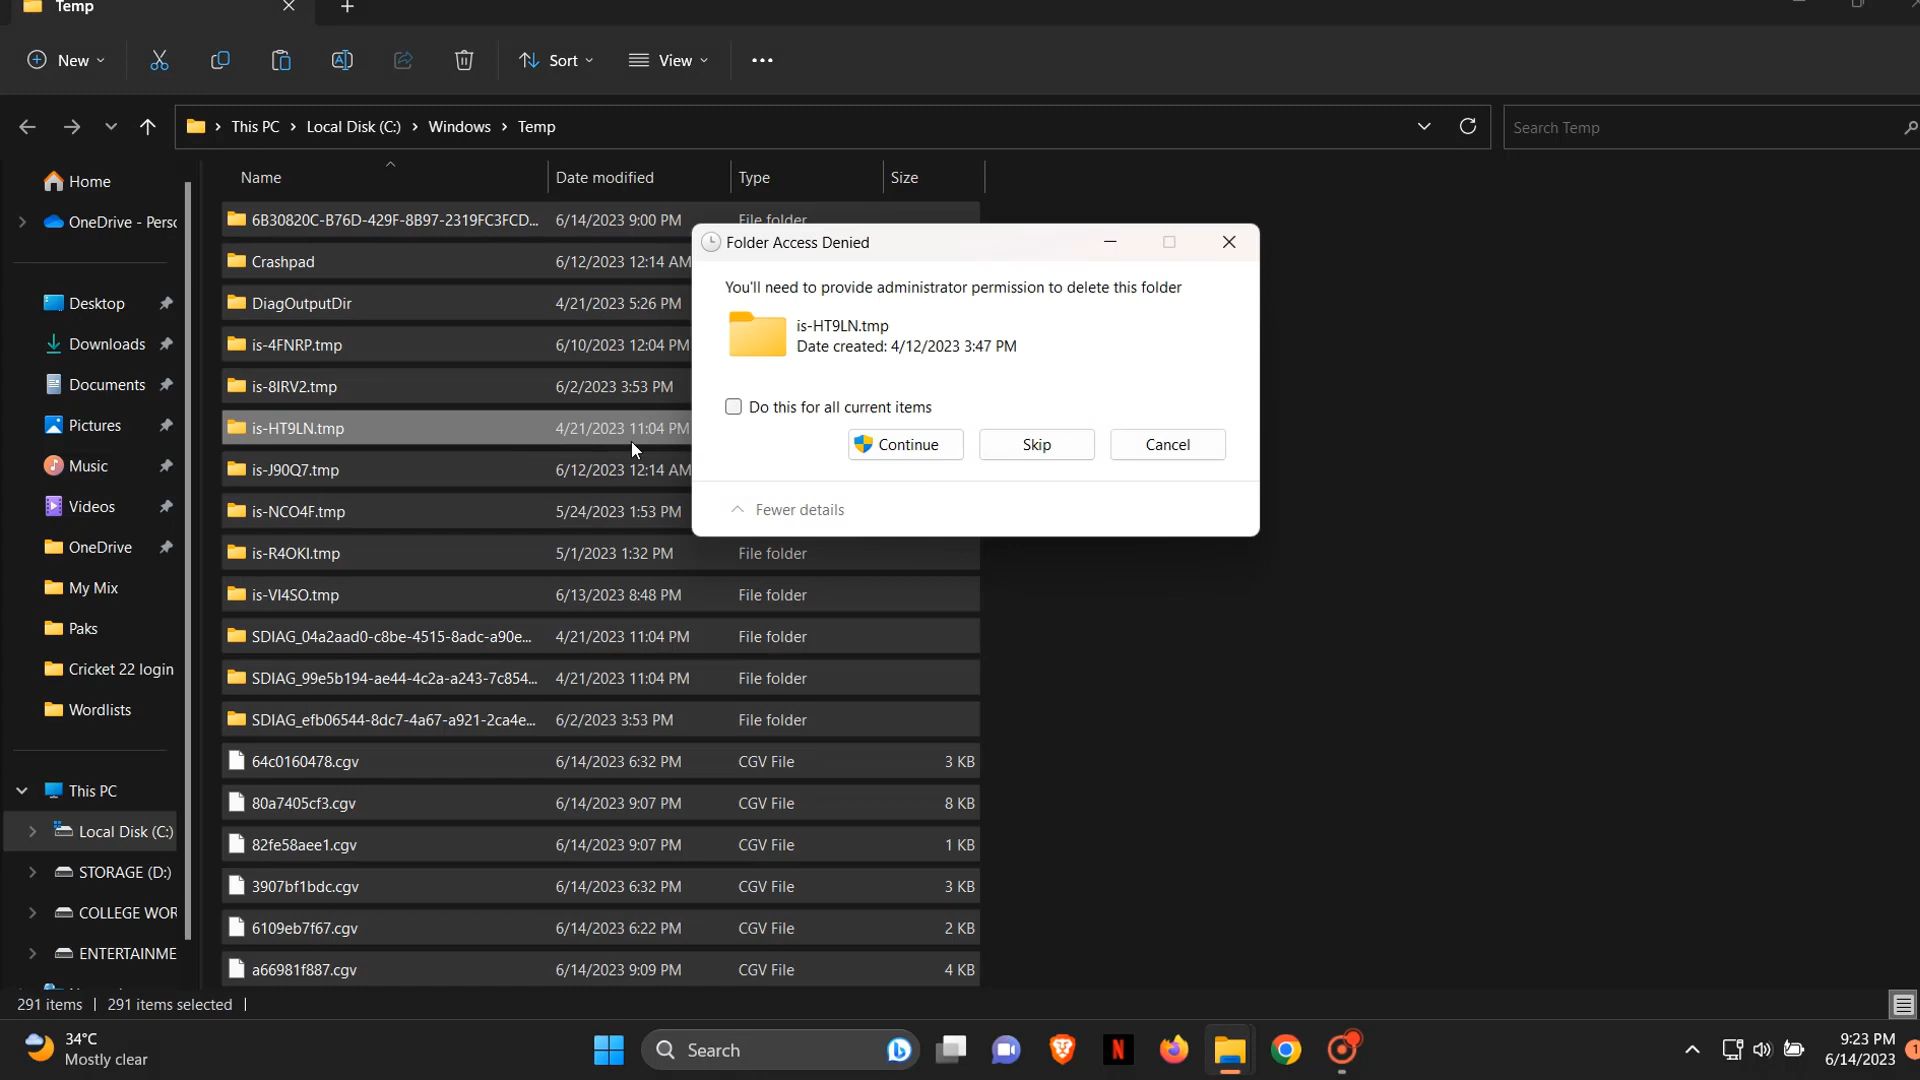 Temp
New
Sort
View
This PC
Local Disk (C:)
Windows
Temp
Search Temp
Name
Date modified
Type
Size
Home
OneDrive - Perso
Desktop
Downloads
Documents
Pictures
Music
Videos
OneDrive
My Mix
Paks
Cricket 22 login
Wordlists
This PC
Local Disk (C:)
STORAGE (D:)
COLLEGE WOR
ENTERTAINME
6B30820C-B76D-429F-8B97-2319FC3FCD... 6/14/2023 9:00 PM File folder
Crashpad 6/12/2023 12:14 AM
DiagOutputDir 4/21/2023 5:26 PM
is-4FNRP.tmp 6/10/2023 12:04 PM
is-8IRV2.tmp 6/2/2023 3:53 PM
is-HT9LN.tmp 4/21/2023 11:04 PM
is-J90Q7.tmp 6/12/2023 12:14 AM
is-NCO4F.tmp 5/24/2023 1:53 PM
is-R4OKI.tmp 5/1/2023 1:32 PM File folder
is-VI4SO.tmp 6/13/2023 8:48 PM File folder
SDIAG_04a2aad0-c8be-4515-8adc-a90e... 4/21/2023 11:04 PM File folder
SDIAG_99e5b194-ae44-4c2a-a243-7c854... 4/21/2023 11:04 PM File folder
SDIAG_efb06544-8dc7-4a67-a921-2ca4e... 6/2/2023 3:53 PM File folder
64c0160478.cgv 6/14/2023 6:32 PM CGV File 3 KB
80a7405cf3.cgv 6/14/2023 9:07 PM CGV File 8 KB
82fe58aee1.cgv 6/14/2023 9:07 PM CGV File 1 KB
3907bf1bdc.cgv 6/14/2023 6:32 PM CGV File 3 KB
6109eb7f67.cgv 6/14/2023 6:22 PM CGV File 2 KB
a66981f887.cgv 6/14/2023 9:09 PM CGV File 4 KB
Folder Access Denied
You'll need to provide administrator permission to delete this folder
is-HT9LN.tmp
Date created: 4/12/2023 3:47 PM
Do this for all current items
Continue
Skip
Cancel
Fewer details
291 items
291 items selected
34°C
Mostly clear
Search
9:23 PM
6/14/2023
1